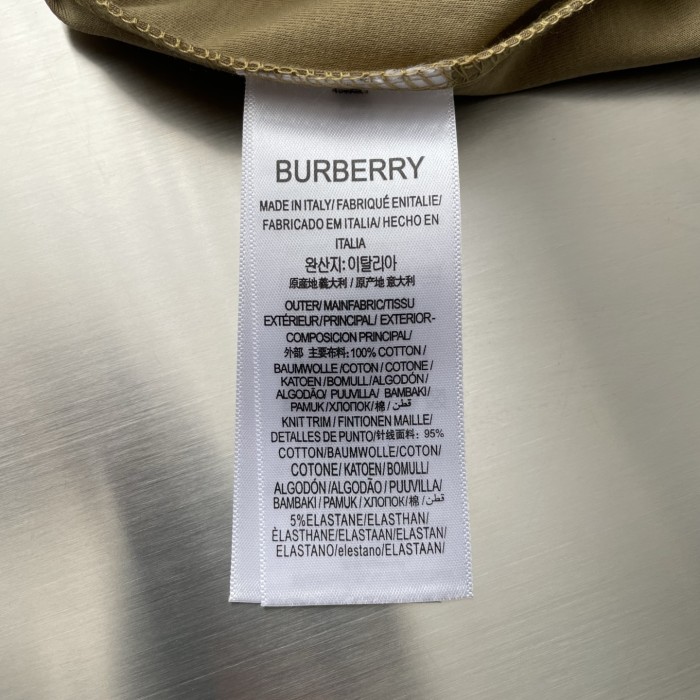 BURBERRY
MADE IN ITALY/ FABRIQUÉ ENITALIE/
FABRICADO EM ITALIA/ HECHO EN
ITALIA
완산지:이탈리아
原産地義大利 / 原产地 意大利
OUTER/ MAINFABRIC/TISSU
EXTÉRIEUR/PRINCIPAL/ EXTERIOR-
COMPOSICION PRINCIPAL/
外部 主要布料: 100% COTTON /
BAUMWOLLE /COTON / COTONE /
KATOEN / BOMULL/ALGODÓN /
ALGODÃO/ PUUVILLA/ BAMBAKI /
PAMUK/ХЛОПОК/棉 / قطن/
KNIT TRIM / FINTIONEN MAILLE/
DETALLES DE PUNTO/针线面料: 95%
COTTON/BAUMWOLLE/COTON/
COTONE/ KATOEN/ BOMULL/
ALGODÓN /ALGODÃO / PUUVILLA/
BAMBAKI / PAMUK / ХЛОПОК/棉 /قطن/
5%ELASTANE/ELASTHAN/
ÈLASTHANE/ELASTAAN/ELASTAN/
ELASTANO/elestano/ELASTAAN/